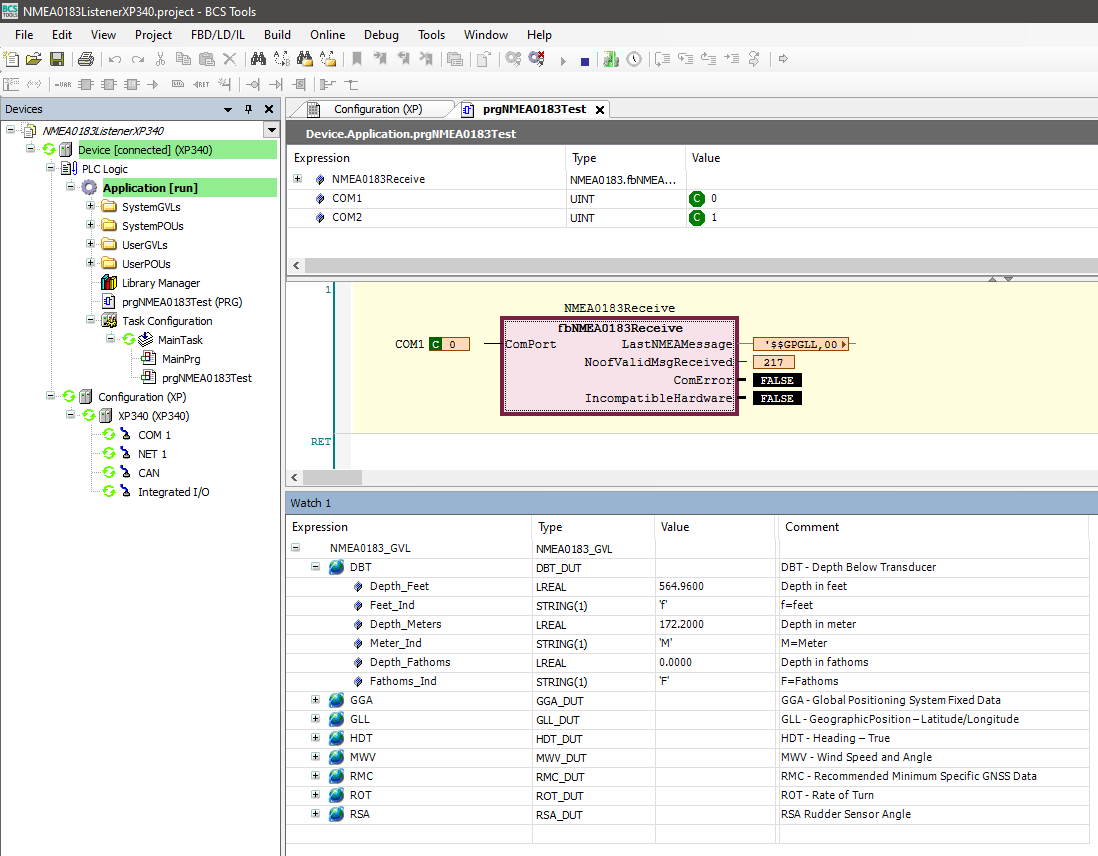 BCS TOOLS NMEA0183ListenerXP340.project - BCS Tools
File Edit View Project FBD/LD/IL Build Online Debug Tools Window Help
Devices
NMEA0183ListenerXP340
Device [connected] (XP340)
PLC Logic
Application [run]
SystemGVLs
SystemPOUs
UserGVLs
UserPOUs
Library Manager
prgNMEA0183Test (PRG)
Task Configuration
MainTask
MainPrg
prgNMEA0183Test
Configuration (XP)
XP340 (XP340)
COM 1
NET 1
CAN
Integrated I/O
Configuration (XP) prgNMEA0183Test
Device.Application.prgNMEA0183Test
Expression Type Value
NMEA0183Receive NMEA0183.fbNMEA...
COM1 UINT C 0
COM2 UINT C 1
1
NMEA0183Receive
fbNMEA0183Receive
COM1 C 0 ComPort LastNMEAMessage '$$GPGLL,00
NoofValidMsgReceived 217
ComError FALSE
IncompatibleHardware FALSE
RET
Watch 1
Expression Type Value Comment
NMEA0183_GVL NMEA0183_GVL
DBT DBT_DUT DBT - Depth Below Transducer
Depth_Feet LREAL 564.9600 Depth in feet
Feet_Ind STRING(1) 'f' f=feet
Depth_Meters LREAL 172.2000 Depth in meter
Meter_Ind STRING(1) 'M' M=Meter
Depth_Fathoms LREAL 0.0000 Depth in fathoms
Fathoms_Ind STRING(1) 'F' F=Fathoms
GGA GGA_DUT GGA - Global Positioning System Fixed Data
GLL GLL_DUT GLL - GeographicPosition – Latitude/Longitude
HDT HDT_DUT HDT - Heading – True
MWV MWV_DUT MWV - Wind Speed and Angle
RMC RMC_DUT RMC - Recommended Minimum Specific GNSS Data
ROT ROT_DUT ROT - Rate of Turn
RSA RSA_DUT RSA Rudder Sensor Angle